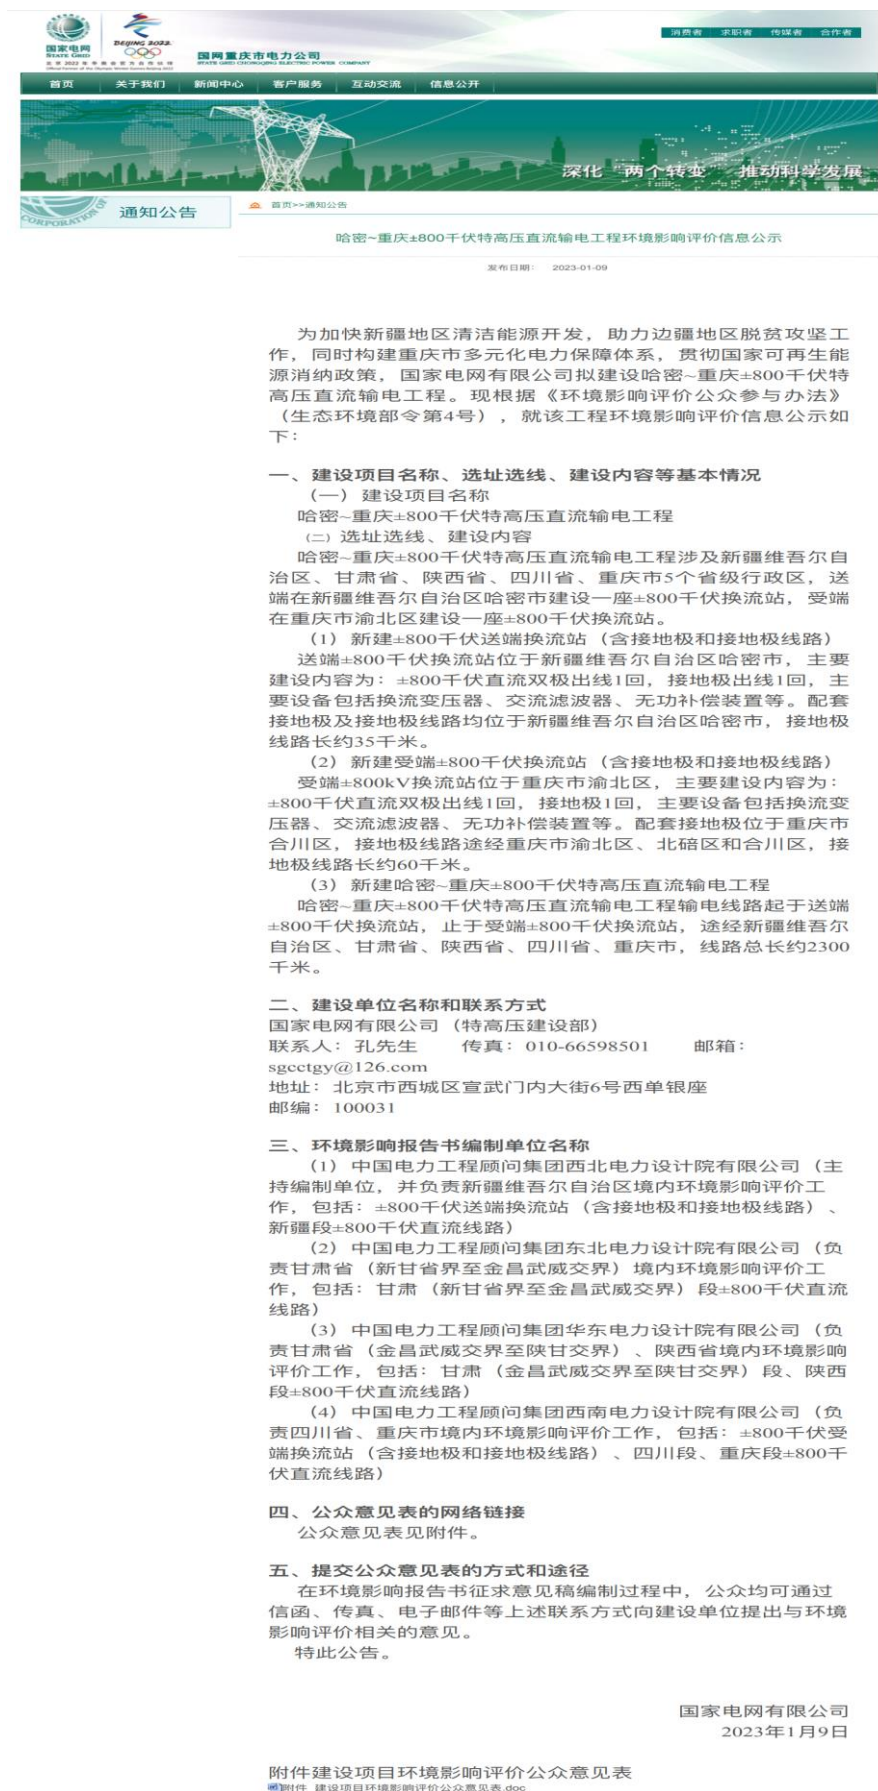 国家电网
STATE GRID
BEIJING 2022
北京2022年冬奥会官方合作伙伴
Official Partner of the Olympic Winter Games Beijing 2022
国网重庆市电力公司
STATE GRID CHONGQING ELECTRIC POWER COMPANY
消费者 求职者 传媒者 合作者
首页 关于我们 新闻中心 客户服务 互动交流 信息公开
深化“两个转变” 推动科学发展
CORPORATION OF
通知公告
首页>>通知公告
哈密~重庆±800千伏特高压直流输电工程环境影响评价信息公示
发布日期： 2023-01-09
为加快新疆地区清洁能源开发，助力边疆地区脱贫攻坚工
作，同时构建重庆市多元化电力保障体系，贯彻国家可再生能
源消纳政策，国家电网有限公司拟建设哈密~重庆±800千伏特
高压直流输电工程。现根据《环境影响评价公众参与办法》
（生态环境部令第4号），就该工程环境影响评价信息公示如
下：
一、建设项目名称、选址选线、建设内容等基本情况
（一）建设项目名称
哈密~重庆±800千伏特高压直流输电工程
（二）选址选线、建设内容
哈密~重庆±800千伏特高压直流输电工程涉及新疆维吾尔自
治区、甘肃省、陕西省、四川省、重庆市5个省级行政区，送
端在新疆维吾尔自治区哈密市建设一座±800千伏换流站，受端
在重庆市渝北区建设一座±800千伏换流站。
（1）新建±800千伏送端换流站（含接地极和接地极线路）
送端±800千伏换流站位于新疆维吾尔自治区哈密市，主要
建设内容为：±800千伏直流双极出线1回，接地极出线1回，主
要设备包括换流变压器、交流滤波器、无功补偿装置等。配套
接地极及接地极线路均位于新疆维吾尔自治区哈密市，接地极
线路长约35千米。
（2）新建受端±800千伏换流站（含接地极和接地极线路）
受端±800kV换流站位于重庆市渝北区，主要建设内容为：
±800千伏直流双极出线1回，接地极1回，主要设备包括换流变
压器、交流滤波器、无功补偿装置等。配套接地极位于重庆市
合川区，接地极线路途经重庆市渝北区、北碚区和合川区，接
地极线路长约60千米。
（3）新建哈密~重庆±800千伏特高压直流输电工程
哈密~重庆±800千伏特高压直流输电工程输电线路起于送端
±800千伏换流站，止于受端±800千伏换流站，途经新疆维吾尔
自治区、甘肃省、陕西省、四川省、重庆市，线路总长约2300
千米。
二、建设单位名称和联系方式
国家电网有限公司（特高压建设部）
联系人：孔先生 传真：010-66598501 邮箱：
sgcctgy@126.com
地址：北京市西城区宣武门内大街6号西单银座
邮编：100031
三、环境影响报告书编制单位名称
（1）中国电力工程顾问集团西北电力设计院有限公司（主
持编制单位，并负责新疆维吾尔自治区境内环境影响评价工
作，包括：±800千伏送端换流站（含接地极和接地极线路）、
新疆段±800千伏直流线路）
（2）中国电力工程顾问集团东北电力设计院有限公司（负
责甘肃省（新甘省界至金昌武威交界）境内环境影响评价工
作，包括：甘肃（新甘省界至金昌武威交界）段±800千伏直流
线路）
（3）中国电力工程顾问集团华东电力设计院有限公司（负
责甘肃省（金昌武威交界至陕甘交界）、陕西省境内环境影响
评价工作，包括：甘肃（金昌武威交界至陕甘交界）段、陕西
段±800千伏直流线路）
（4）中国电力工程顾问集团西南电力设计院有限公司（负
责四川省、重庆市境内环境影响评价工作，包括：±800千伏受
端换流站（含接地极和接地极线路）、四川段、重庆段±800千
伏直流线路）
四、公众意见表的网络链接
公众意见表见附件。
五、提交公众意见表的方式和途径
在环境影响报告书征求意见稿编制过程中，公众均可通过
信函、传真、电子邮件等上述联系方式向建设单位提出与环境
影响评价相关的意见。
特此公告。
国家电网有限公司
2023年1月9日
附件建设项目环境影响评价公众意见表
附件 建设项目环境影响评价公众意见表.doc